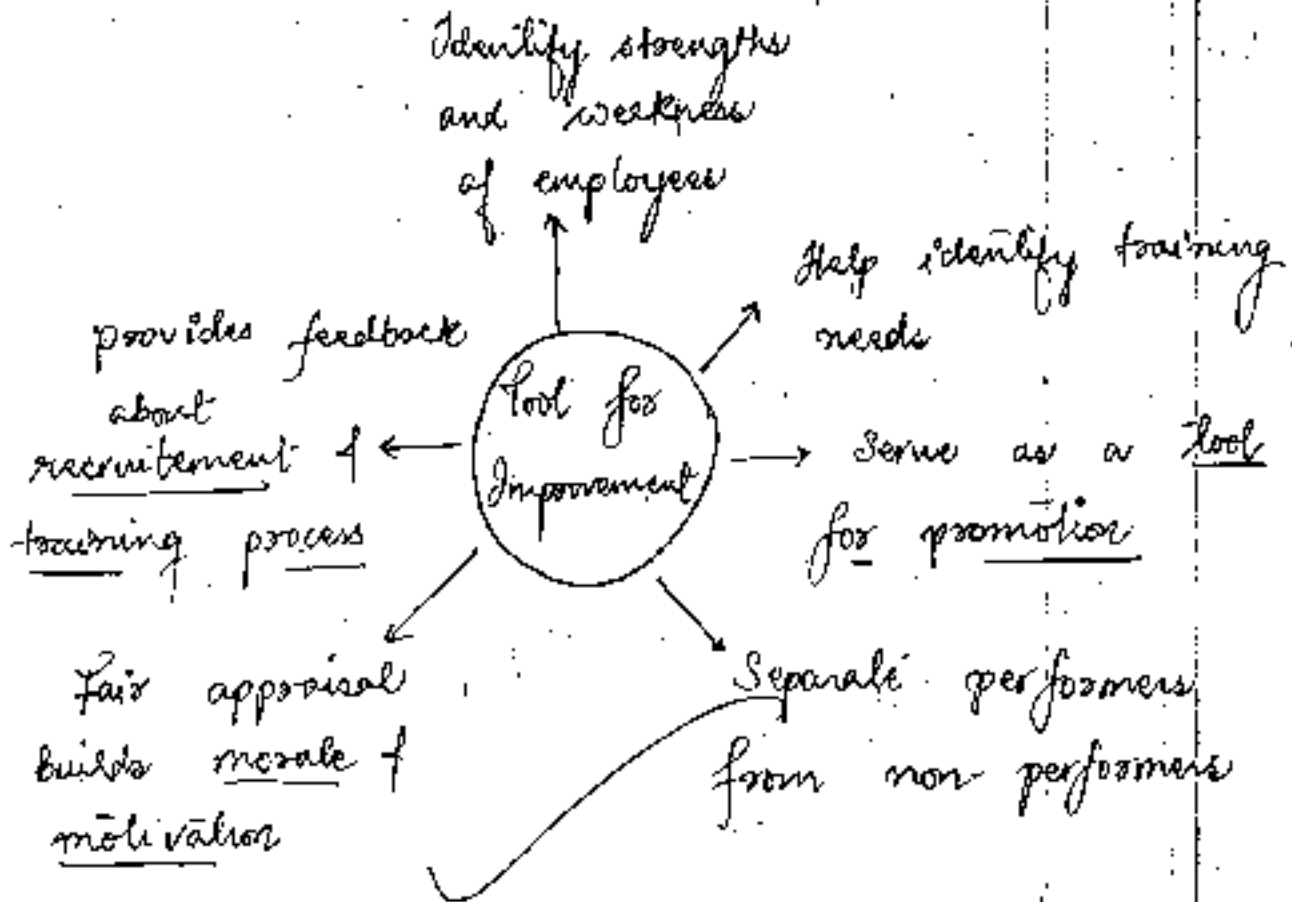 Identify strengths
and weakness
of employees
Help identify training
needs
provides feedback
about
recruitement &
training process
Tool for
Improvement
Serve as a tool
for promotion
Fair appraisal
builds morale &
motivation
Separate performers
from non performers